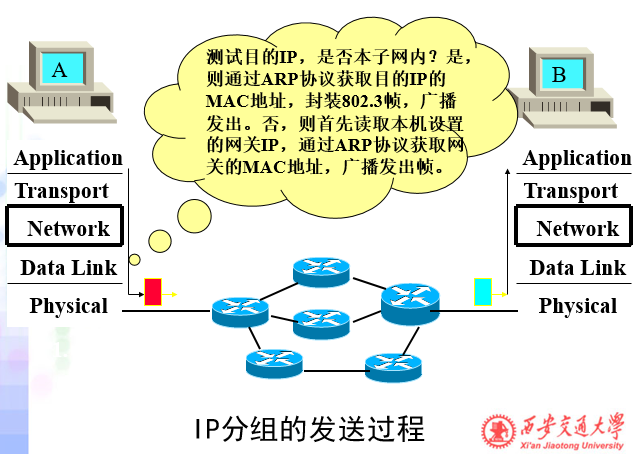 A
测试目的IP，是否本子网内？是，
则通过ARP协议获取目的IP的
MAC地址，封装802.3帧，广播
发出。否，则首先读取本机设置
的网关IP，通过ARP协议获取网
关的MAC地址，广播发出帧。
B
Application
Transport
Network
Data Link
Physical
Application
Transport
Network
Data Link
Physical
IP分组的发送过程
西安交通大学
Xi'an Jiaotong University